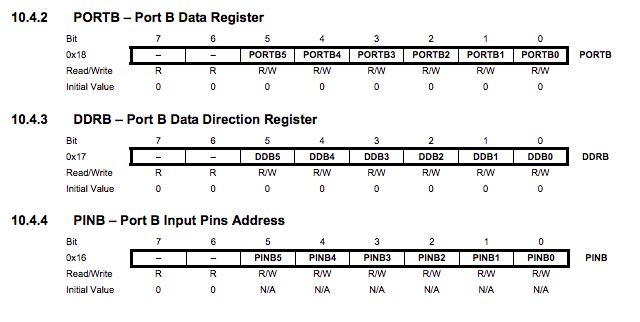 10.4.2 PORTB – Port B Data Register
Bit 7 6 5 4 3 2 1 0
0x18 – – PORTB5 PORTB4 PORTB3 PORTB2 PORTB1 PORTB0 PORTB
Read/Write R R R/W R/W R/W R/W R/W R/W
Initial Value 0 0 0 0 0 0 0 0
10.4.3 DDRB – Port B Data Direction Register
Bit 7 6 5 4 3 2 1 0
0x17 – – DDB5 DDB4 DDB3 DDB2 DDB1 DDB0 DDRB
Read/Write R R R/W R/W R/W R/W R/W R/W
Initial Value 0 0 0 0 0 0 0 0
10.4.4 PINB – Port B Input Pins Address
Bit 7 6 5 4 3 2 1 0
0x16 – – PINB5 PINB4 PINB3 PINB2 PINB1 PINB0 PINB
Read/Write R R R/W R/W R/W R/W R/W R/W
Initial Value 0 0 N/A N/A N/A N/A N/A N/A